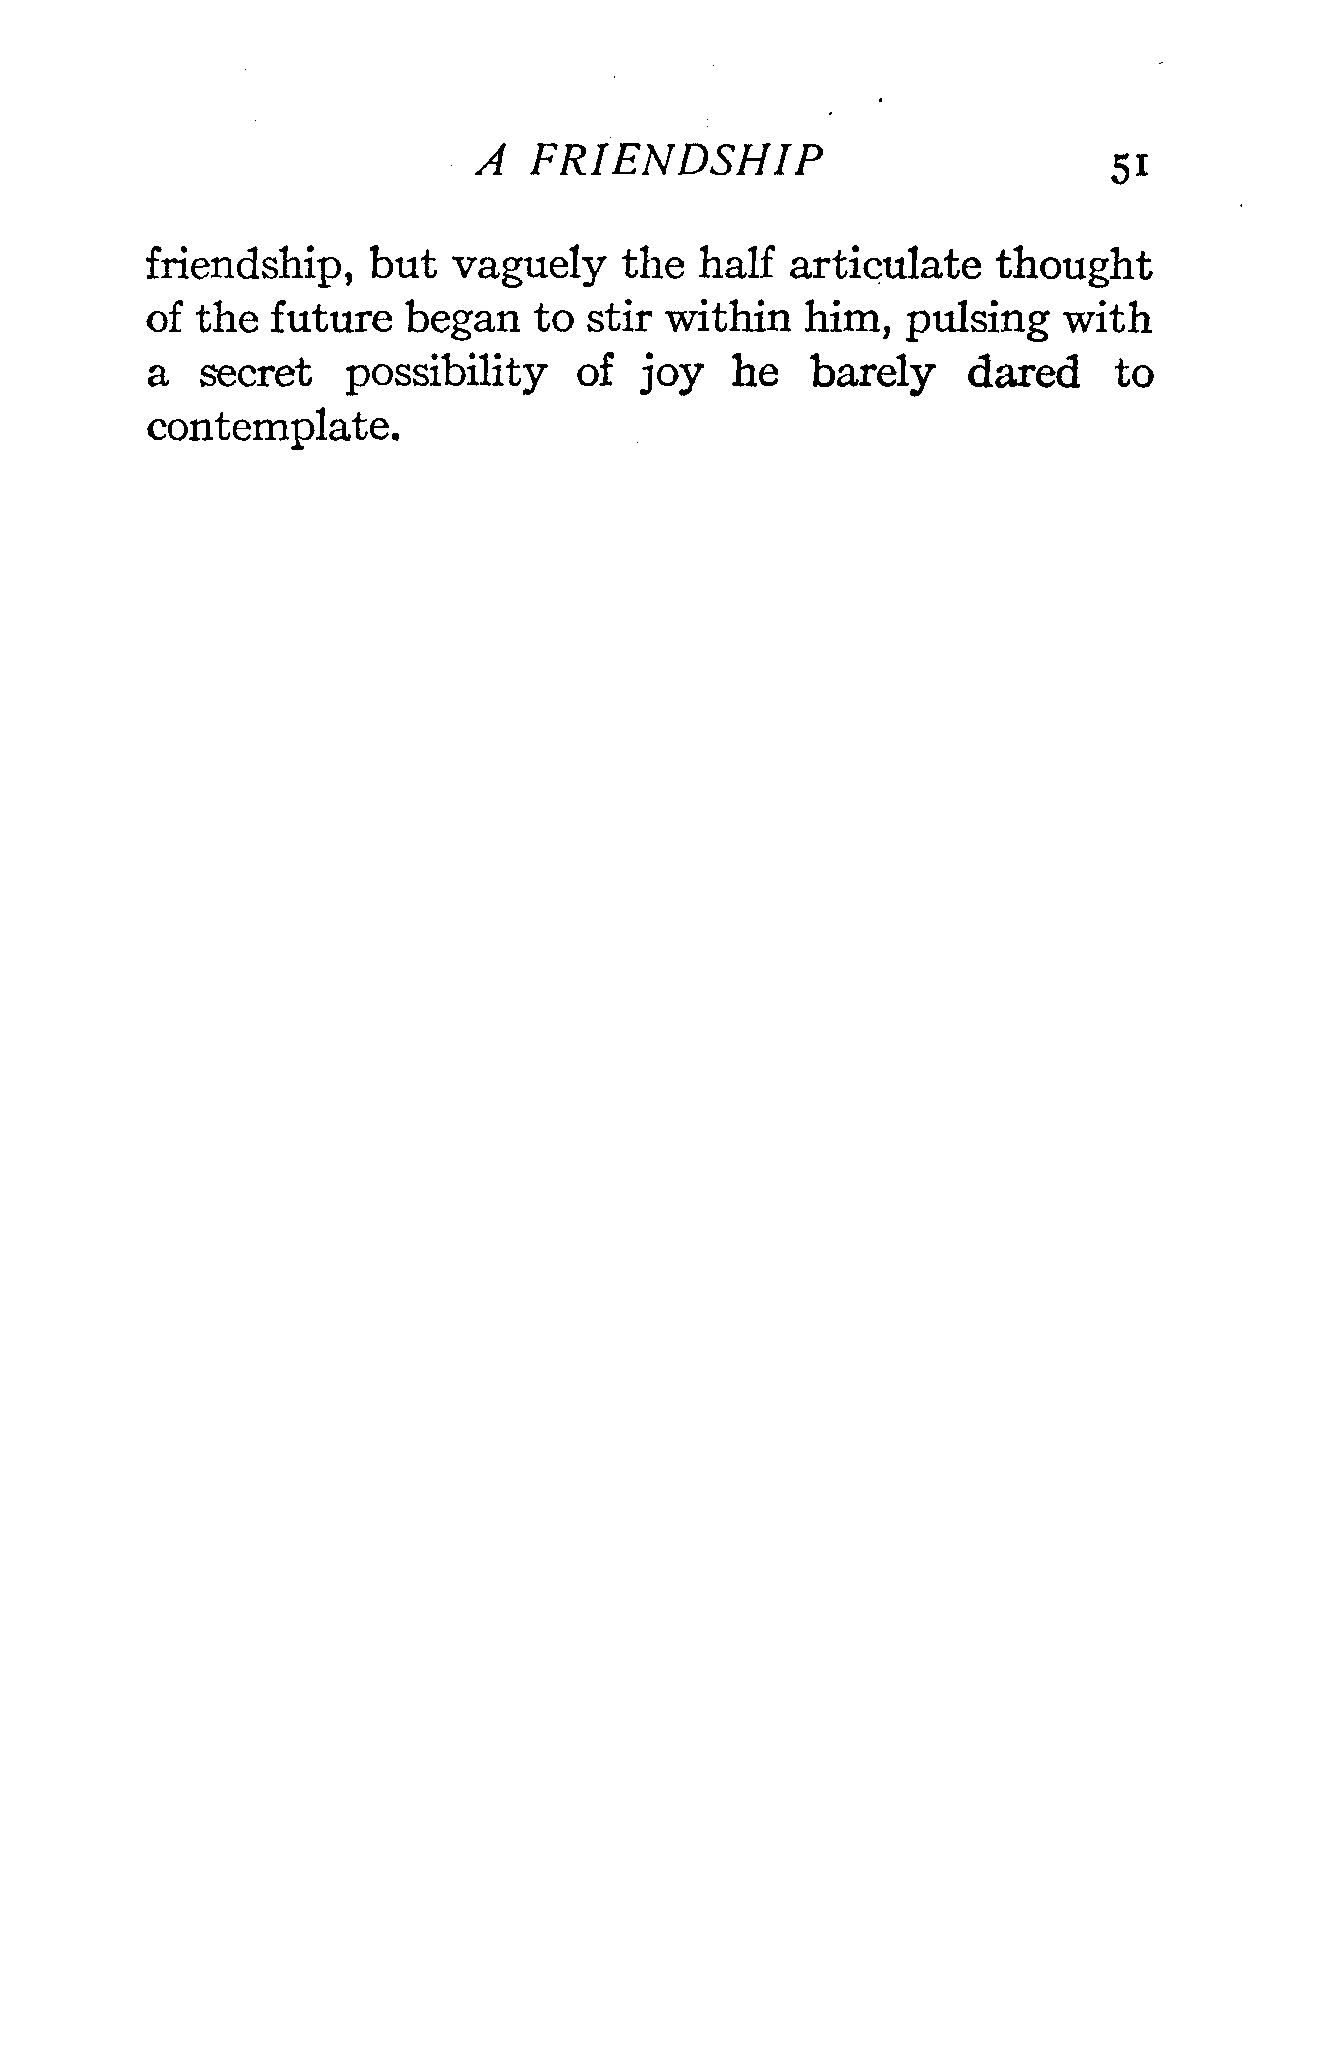 A FRIENDSHIP 51
friendship, but vaguely the half articulate thought
of the future began to stir within him, pulsing with
a secret possibility of joy he barely dared to
contemplate.